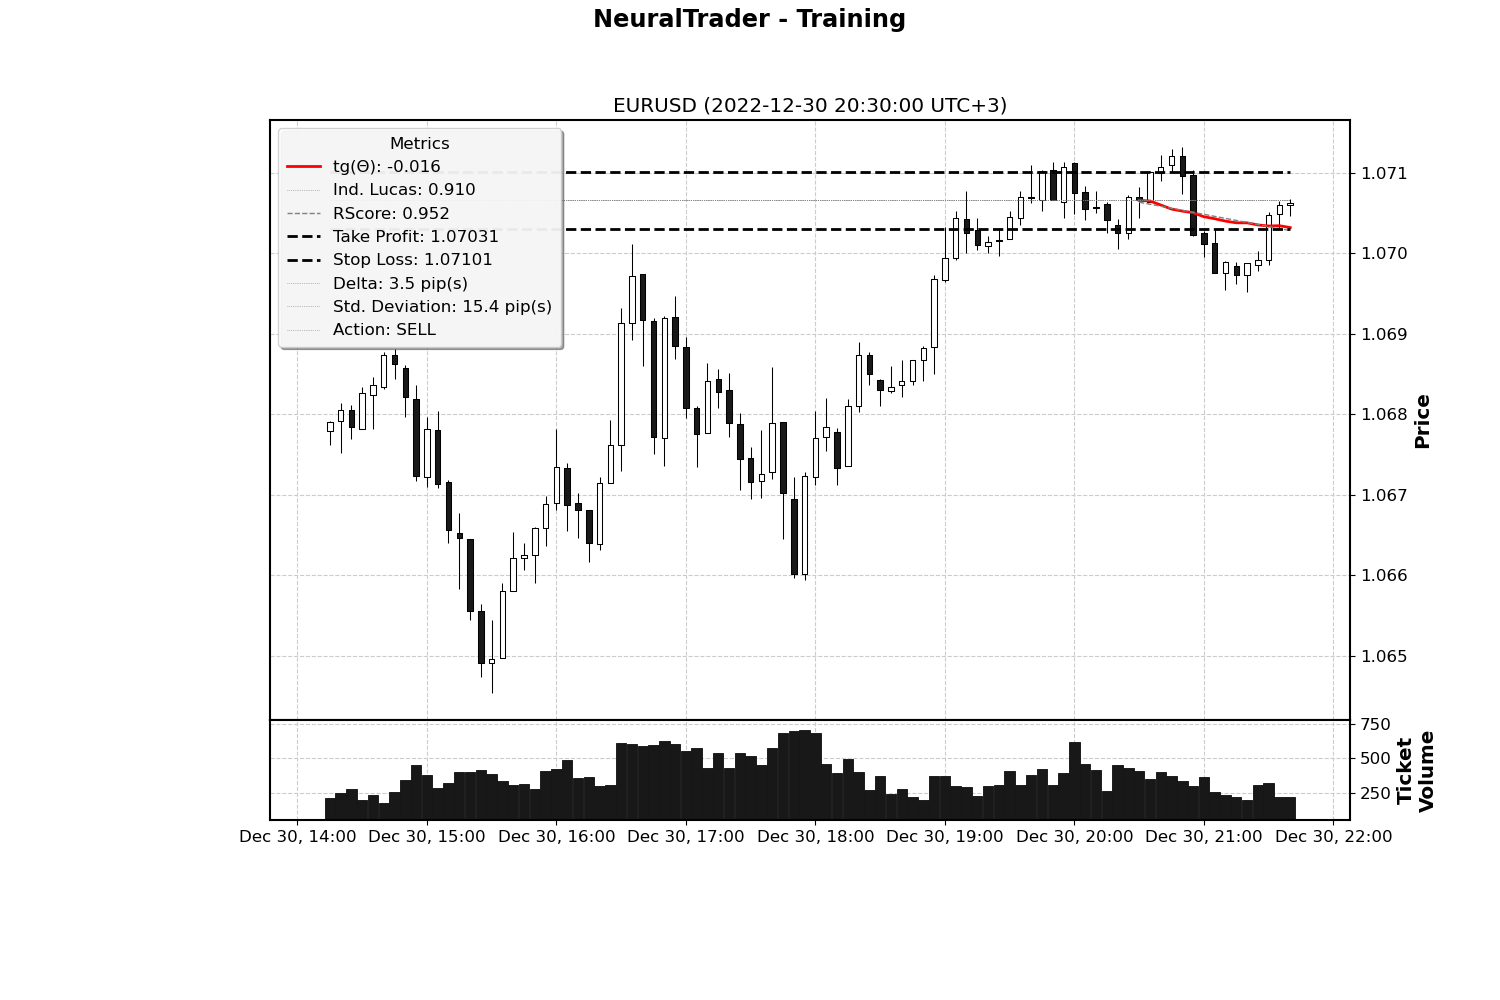 NeuralTrader - Training
EURUSD (2022-12-30 20:30:00 UTC+3)
Metrics
tg(Θ): -0.016
Ind. Lucas: 0.910
RScore: 0.952
Take Profit: 1.07031
Stop Loss: 1.07101
Delta: 3.5 pip(s)
Std. Deviation: 15.4 pip(s)
Action: SELL
1.071
1.070
1.069
1.068
1.067
1.066
1.065
Price
750
500
250
Ticket
Volume
Dec 30, 14:00 Dec 30, 15:00 Dec 30, 16:00 Dec 30, 17:00 Dec 30, 18:00 Dec 30, 19:00 Dec 30, 20:00 Dec 30, 21:00 Dec 30, 22:00